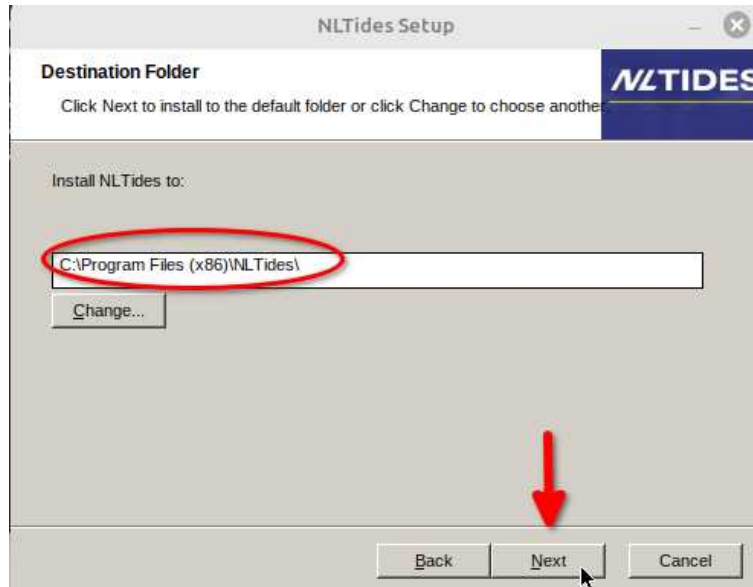 NLTides Setup
Destination Folder
Click Next to install to the default folder or click Change to choose another.
NLTIDES
Install NLTides to:
C:\Program Files (x86)\NLTides\
Change...
Back
Next
Cancel